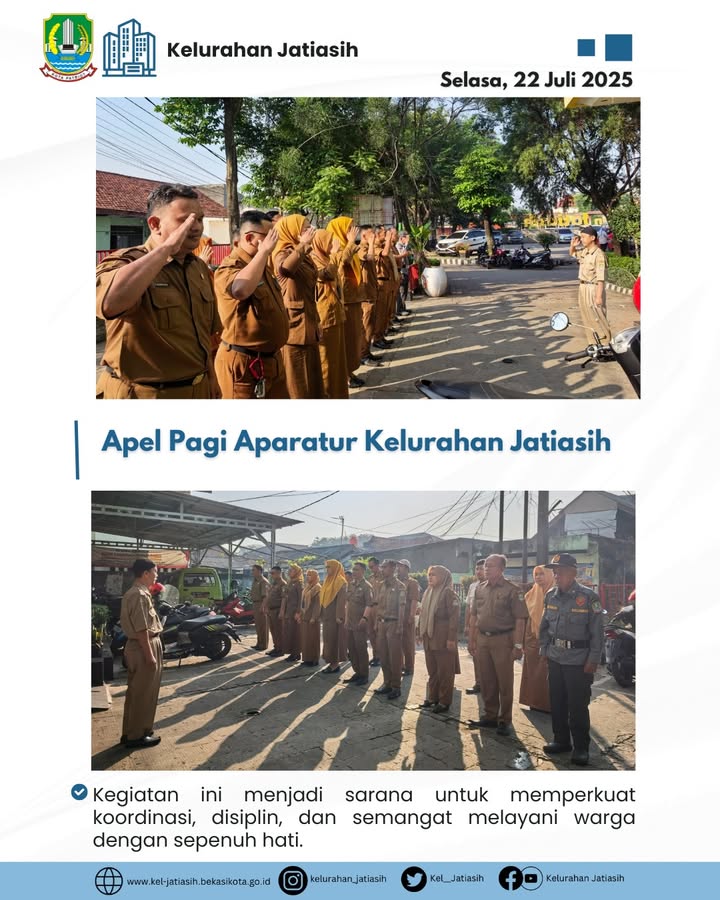 KOTA PATRIOT
Kelurahan Jatiasih
Selasa, 22 Juli 2025
Apel Pagi Aparatur Kelurahan Jatiasih
Kegiatan ini menjadi sarana untuk memperkuat
koordinasi, disiplin, dan semangat melayani warga
dengan sepenuh hati.
www.kel-jatiasih.bekasikota.go.id
kelurahan_jatiasih
Kel__Jatiasih
Kelurahan Jatiasih